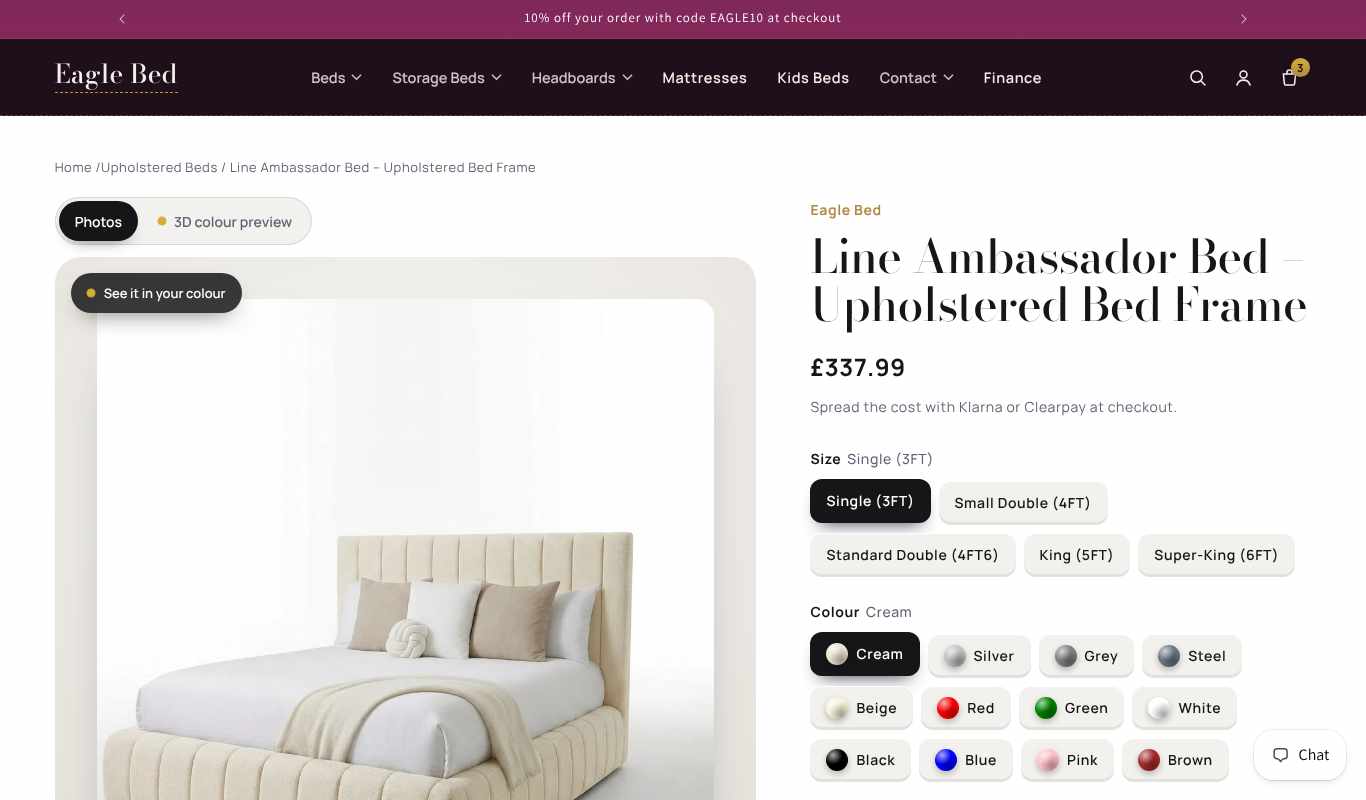 10% off your order with code EAGLE10 at checkout
Eagle Bed
Beds
Storage Beds
Headboards
Mattresses
Kids Beds
Contact
Finance
3
Home /Upholstered Beds / Line Ambassador Bed – Upholstered Bed Frame
Photos
3D colour preview
See it in your colour
Eagle Bed
Line Ambassador Bed –
Upholstered Bed Frame
£337.99
Spread the cost with Klarna or Clearpay at checkout.
Size Single (3FT)
Single (3FT)
Small Double (4FT)
Standard Double (4FT6)
King (5FT)
Super-King (6FT)
Colour Cream
Cream
Silver
Grey
Steel
Beige
Red
Green
White
Black
Blue
Pink
Brown
Chat